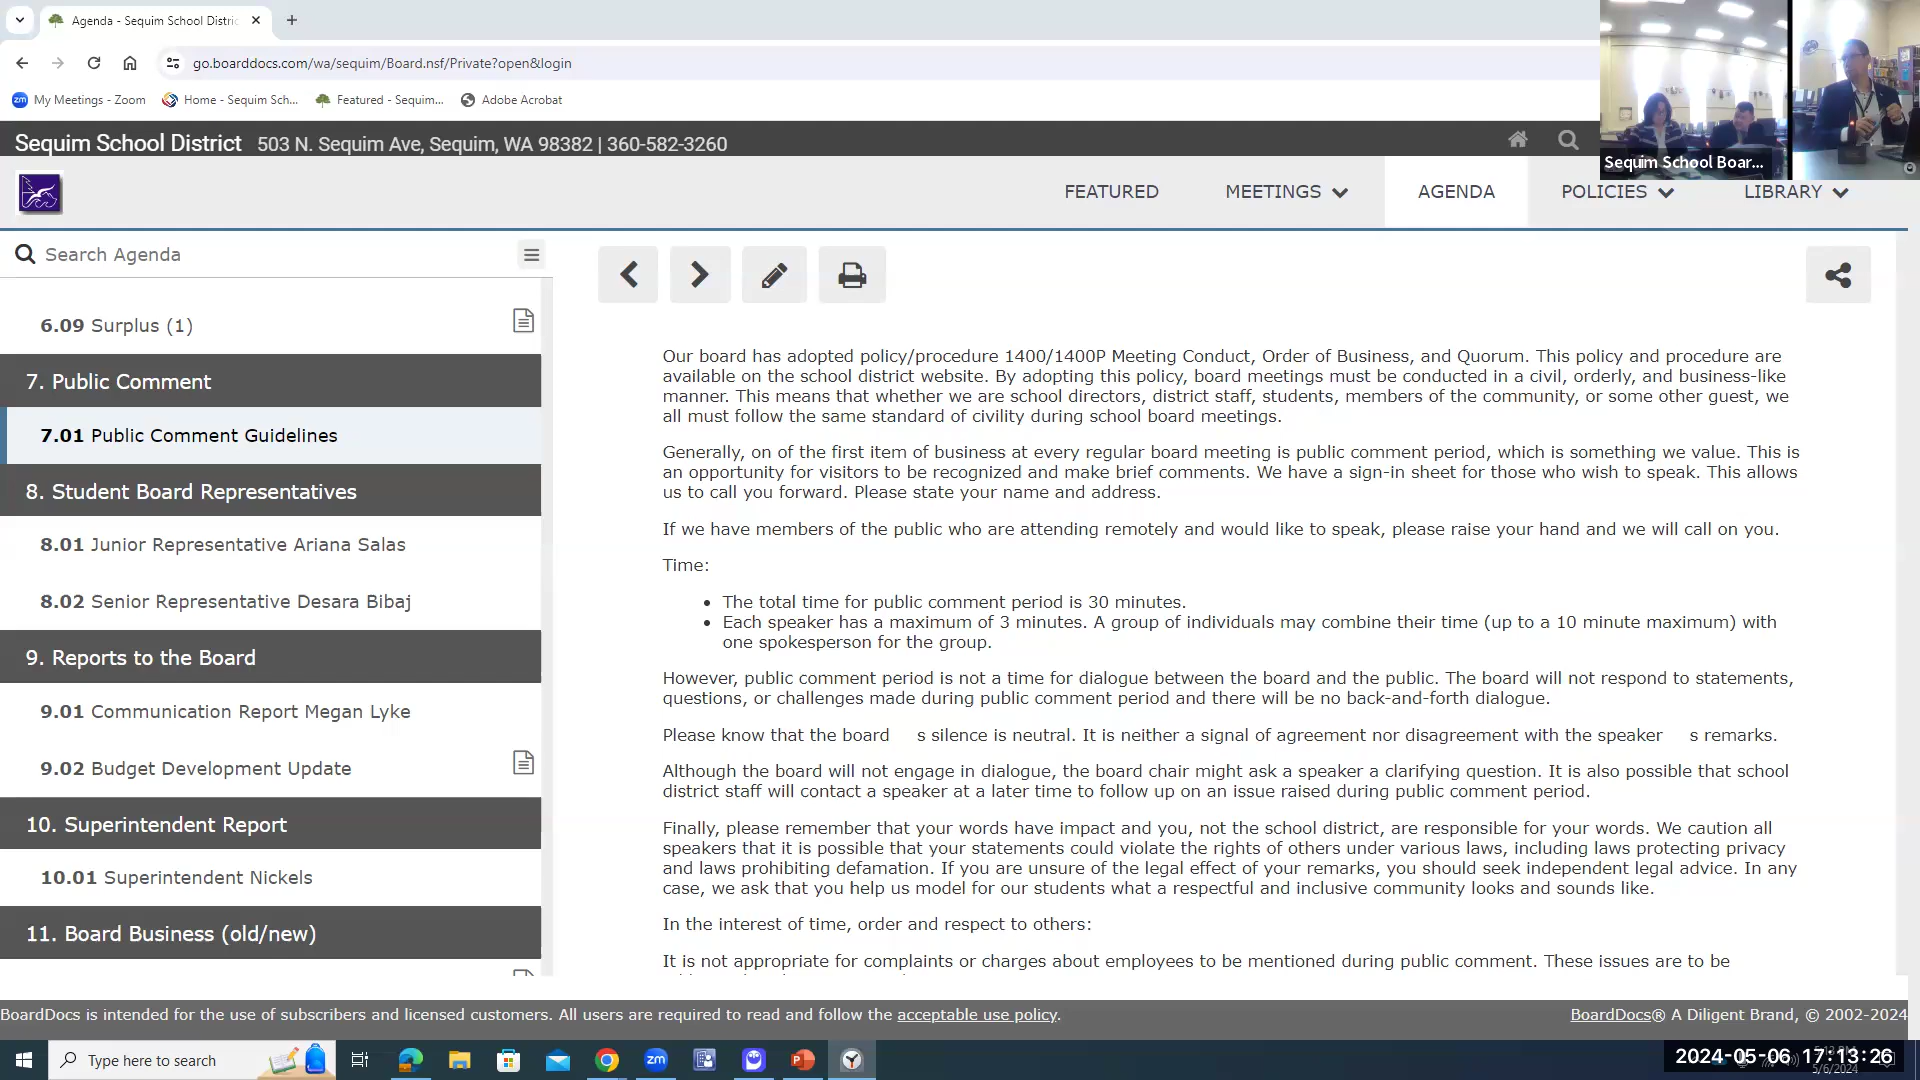 Agenda - Sequim School Distric
go.boarddocs.com/wa/sequim/Board.nsf/Private?open&login
My Meetings - Zoom
Home - Sequim Sch...
Featured - Sequim...
Adobe Acrobat
Sequim School Boar...
Sequim School District 503 N. Sequim Ave, Sequim, WA 98382 | 360-582-3260
FEATURED
MEETINGS
AGENDA
POLICIES
LIBRARY
Search Agenda
6.09 Surplus (1)
7. Public Comment
7.01 Public Comment Guidelines
8. Student Board Representatives
8.01 Junior Representative Ariana Salas
8.02 Senior Representative Desara Bibaj
9. Reports to the Board
9.01 Communication Report Megan Lyke
9.02 Budget Development Update
10. Superintendent Report
10.01 Superintendent Nickels
11. Board Business (old/new)
Our board has adopted policy/procedure 1400/1400P Meeting Conduct, Order of Business, and Quorum. This policy and procedure are
available on the school district website. By adopting this policy, board meetings must be conducted in a civil, orderly, and business-like
manner. This means that whether we are school directors, district staff, students, members of the community, or some other guest, we
all must follow the same standard of civility during school board meetings.
Generally, on of the first item of business at every regular board meeting is public comment period, which is something we value. This is
an opportunity for visitors to be recognized and make brief comments. We have a sign-in sheet for those who wish to speak. This allows
us to call you forward. Please state your name and address.
If we have members of the public who are attending remotely and would like to speak, please raise your hand and we will call on you.
Time:
• The total time for public comment period is 30 minutes.
• Each speaker has a maximum of 3 minutes. A group of individuals may combine their time (up to a 10 minute maximum) with
one spokesperson for the group.
However, public comment period is not a time for dialogue between the board and the public. The board will not respond to statements,
questions, or challenges made during public comment period and there will be no back-and-forth dialogue.
Please know that the board s silence is neutral. It is neither a signal of agreement nor disagreement with the speaker s remarks.
Although the board will not engage in dialogue, the board chair might ask a speaker a clarifying question. It is also possible that school
district staff will contact a speaker at a later time to follow up on an issue raised during public comment period.
Finally, please remember that your words have impact and you, not the school district, are responsible for your words. We caution all
speakers that it is possible that your statements could violate the rights of others under various laws, including laws protecting privacy
and laws prohibiting defamation. If you are unsure of the legal effect of your remarks, you should seek independent legal advice. In any
case, we ask that you help us model for our students what a respectful and inclusive community looks and sounds like.
In the interest of time, order and respect to others:
It is not appropriate for complaints or charges about employees to be mentioned during public comment. These issues are to be
BoardDocs is intended for the use of subscribers and licensed customers. All users are required to read and follow the acceptable use policy.
BoardDocs® A Diligent Brand, © 2002-2024
Type here to search
2024-05-06 17:13:26
5/6/2024